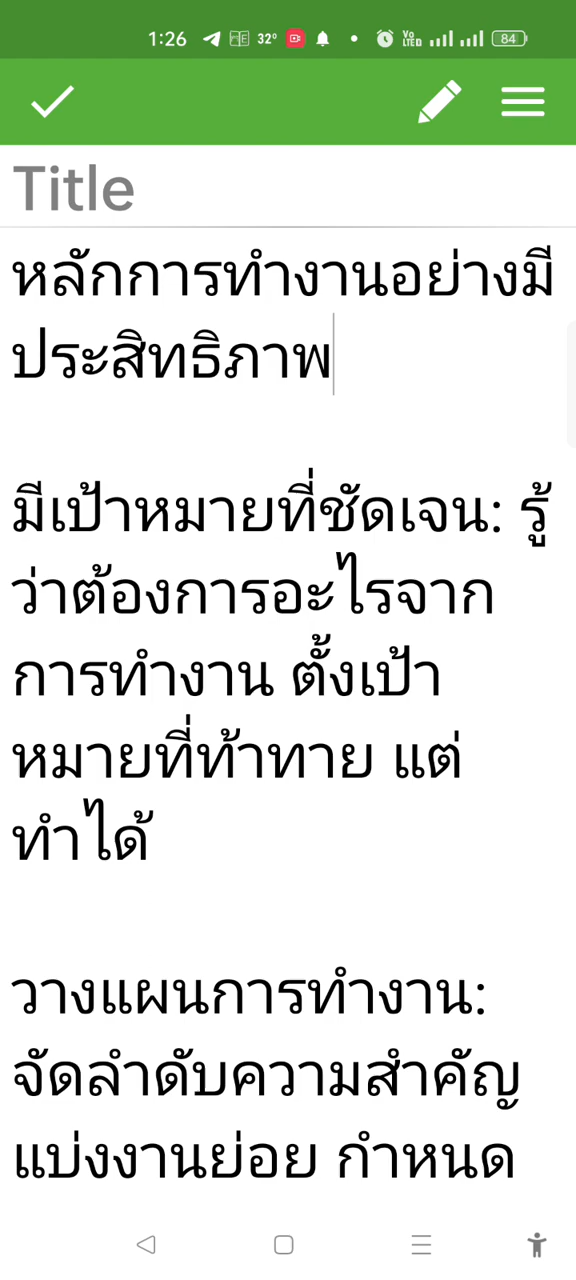 1:26 32° Vo LTED 84
Title
หลักการทำงานอย่างมี
ประสิทธิภาพ
มีเป้าหมายที่ชัดเจน: รู้
ว่าต้องการอะไรจาก
การทำงาน ตั้งเป้า
หมายที่ท้าทาย แต่
ทำได้
วางแผนการทำงาน:
จัดลำดับความสำคัญ
แบ่งงานย่อย กำหนด